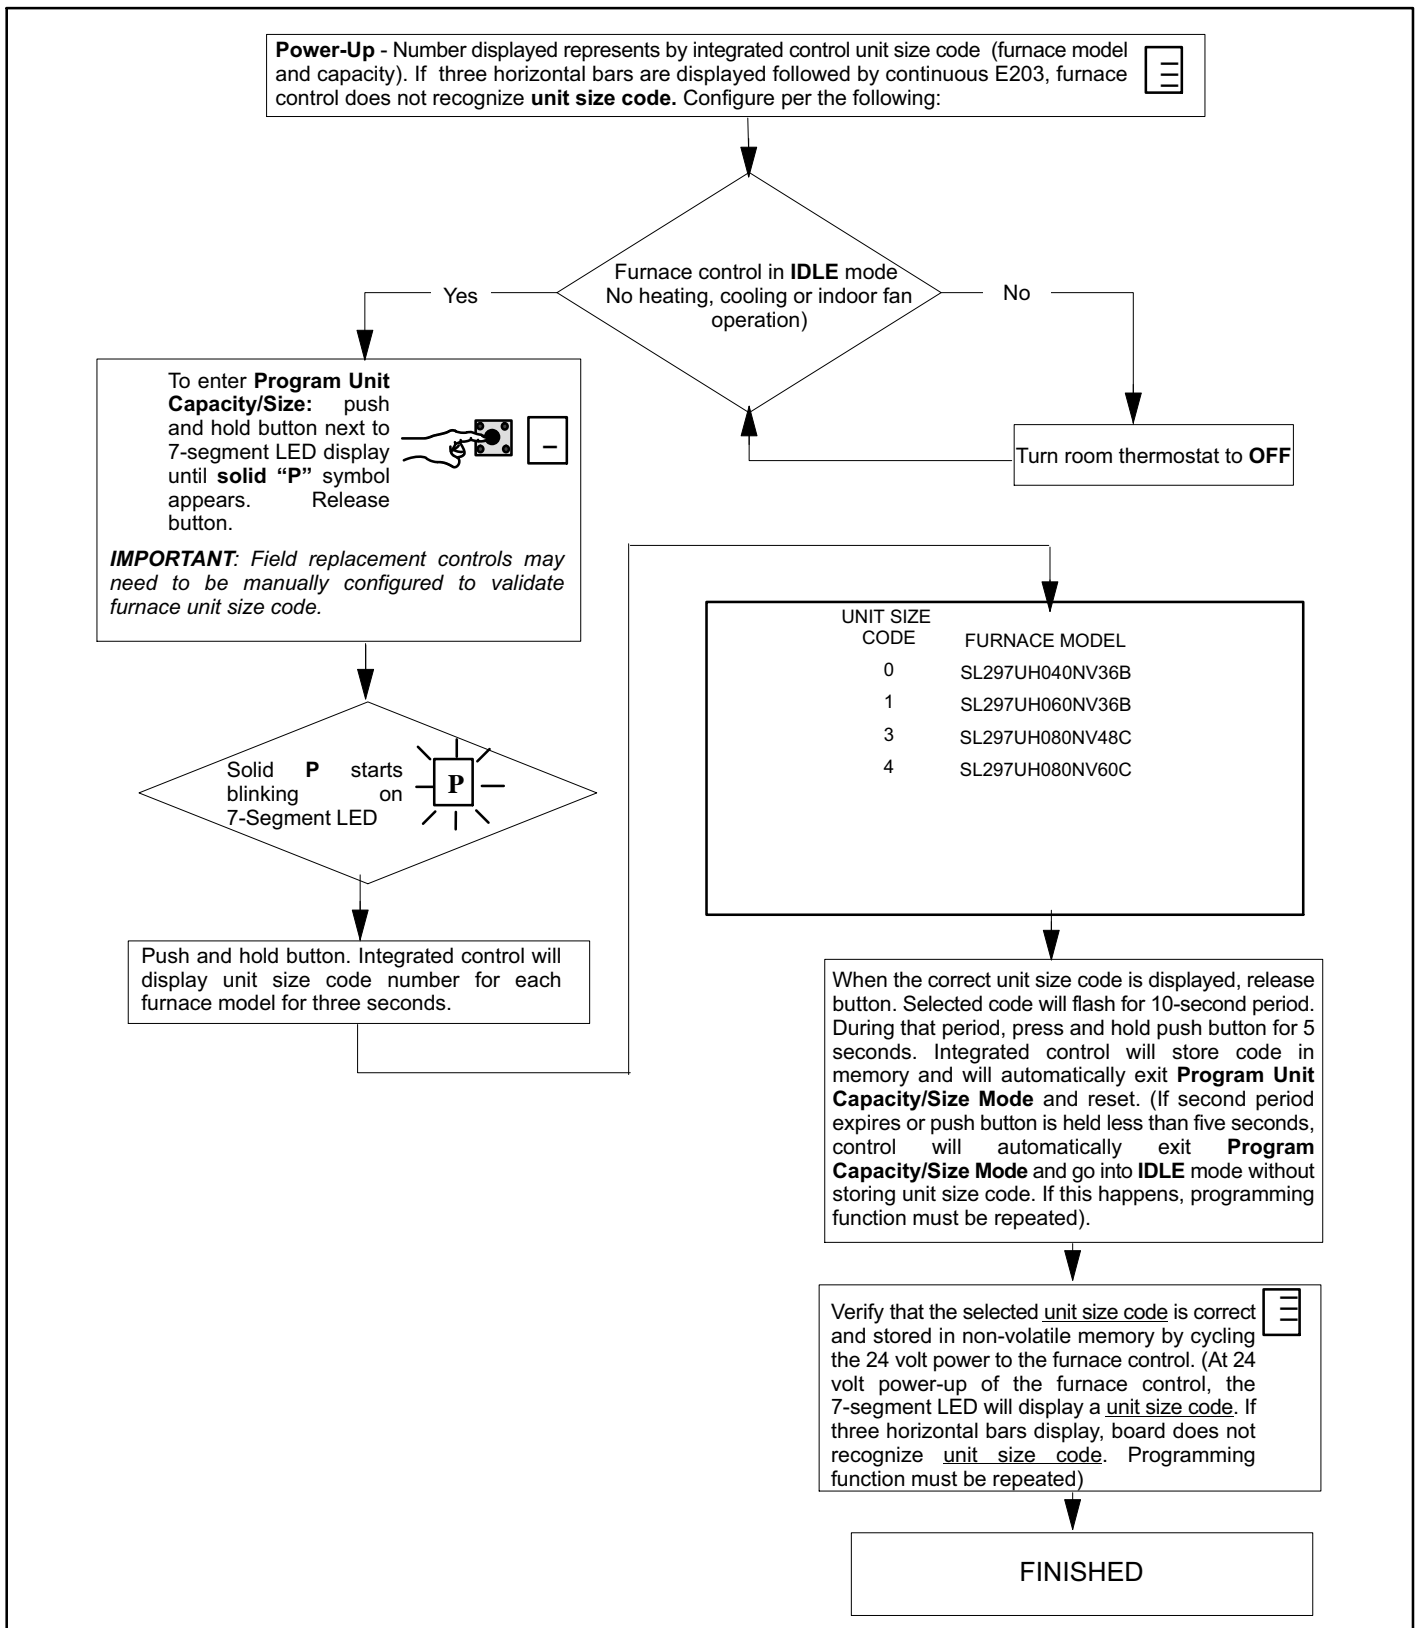 Power-Up - Number displayed represents by integrated control unit size code (furnace model
and capacity). If three horizontal bars are displayed followed by continuous E203, furnace
control does not recognize unit size code. Configure per the following:
Furnace control in IDLE mode
No heating, cooling or indoor fan
operation)
Yes
No
To enter Program Unit
Capacity/Size: push
and hold button next to
7-segment LED display
until solid “P” symbol
appears. Release
button.
IMPORTANT: Field replacement controls may
need to be manually configured to validate
furnace unit size code.
Turn room thermostat to OFF
Solid P starts
blinking on
7-Segment LED
P
Push and hold button. Integrated control will
display unit size code number for each
furnace model for three seconds.
UNIT SIZE
CODE FURNACE MODEL
0 SL297UH040NV36B
1 SL297UH060NV36B
3 SL297UH080NV48C
4 SL297UH080NV60C
When the correct unit size code is displayed, release
button. Selected code will flash for 10-second period.
During that period, press and hold push button for 5
seconds. Integrated control will store code in
memory and will automatically exit Program Unit
Capacity/Size Mode and reset. (If second period
expires or push button is held less than five seconds,
control will automatically exit Program
Capacity/Size Mode and go into IDLE mode without
storing unit size code. If this happens, programming
function must be repeated).
Verify that the selected unit size code is correct
and stored in non-volatile memory by cycling
the 24 volt power to the furnace control. (At 24
volt power-up of the furnace control, the
7-segment LED will display a unit size code. If
three horizontal bars display, board does not
recognize unit size code. Programming
function must be repeated)
FINISHED